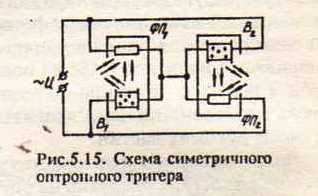 ФП₁
В₂
~U
В₁
ФП₂
Рис.5.15. Схема симетричного
оптронного тригера